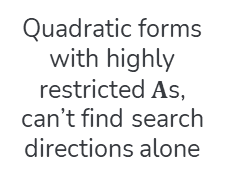 Quadratic forms
with highly
restricted As,
can't find search
directions alone